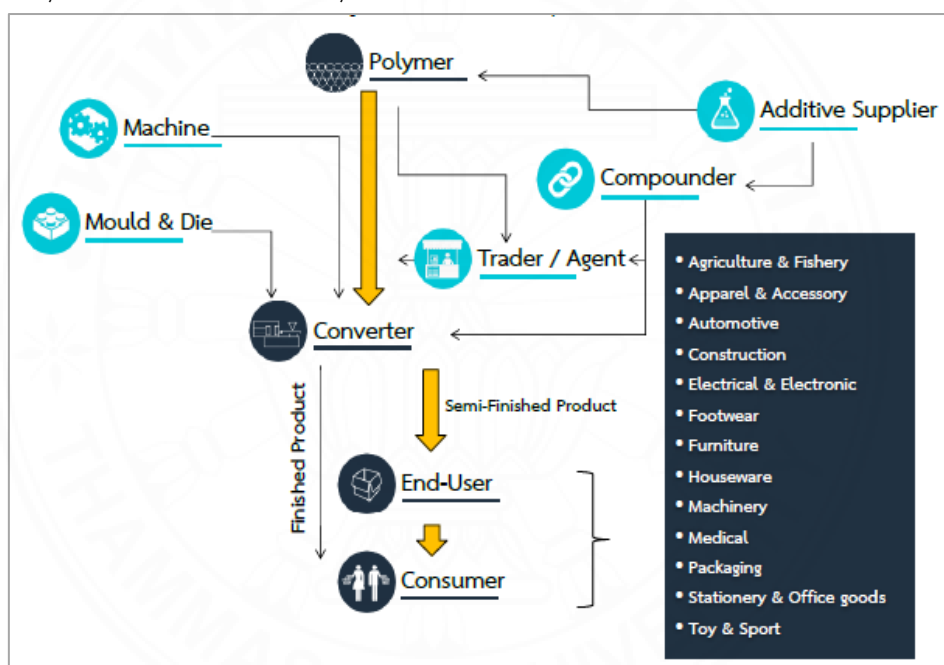 Polymer
Additive Supplier
Machine
Compounder
Mould & Die
Trader / Agent
Converter
Finished Product
Semi-Finished Product
End-User
Consumer
• Agriculture & Fishery
• Apparel & Accessory
• Automotive
• Construction
• Electrical & Electronic
• Footwear
• Furniture
• Houseware
• Machinery
• Medical
• Packaging
• Stationery & Office goods
• Toy & Sport